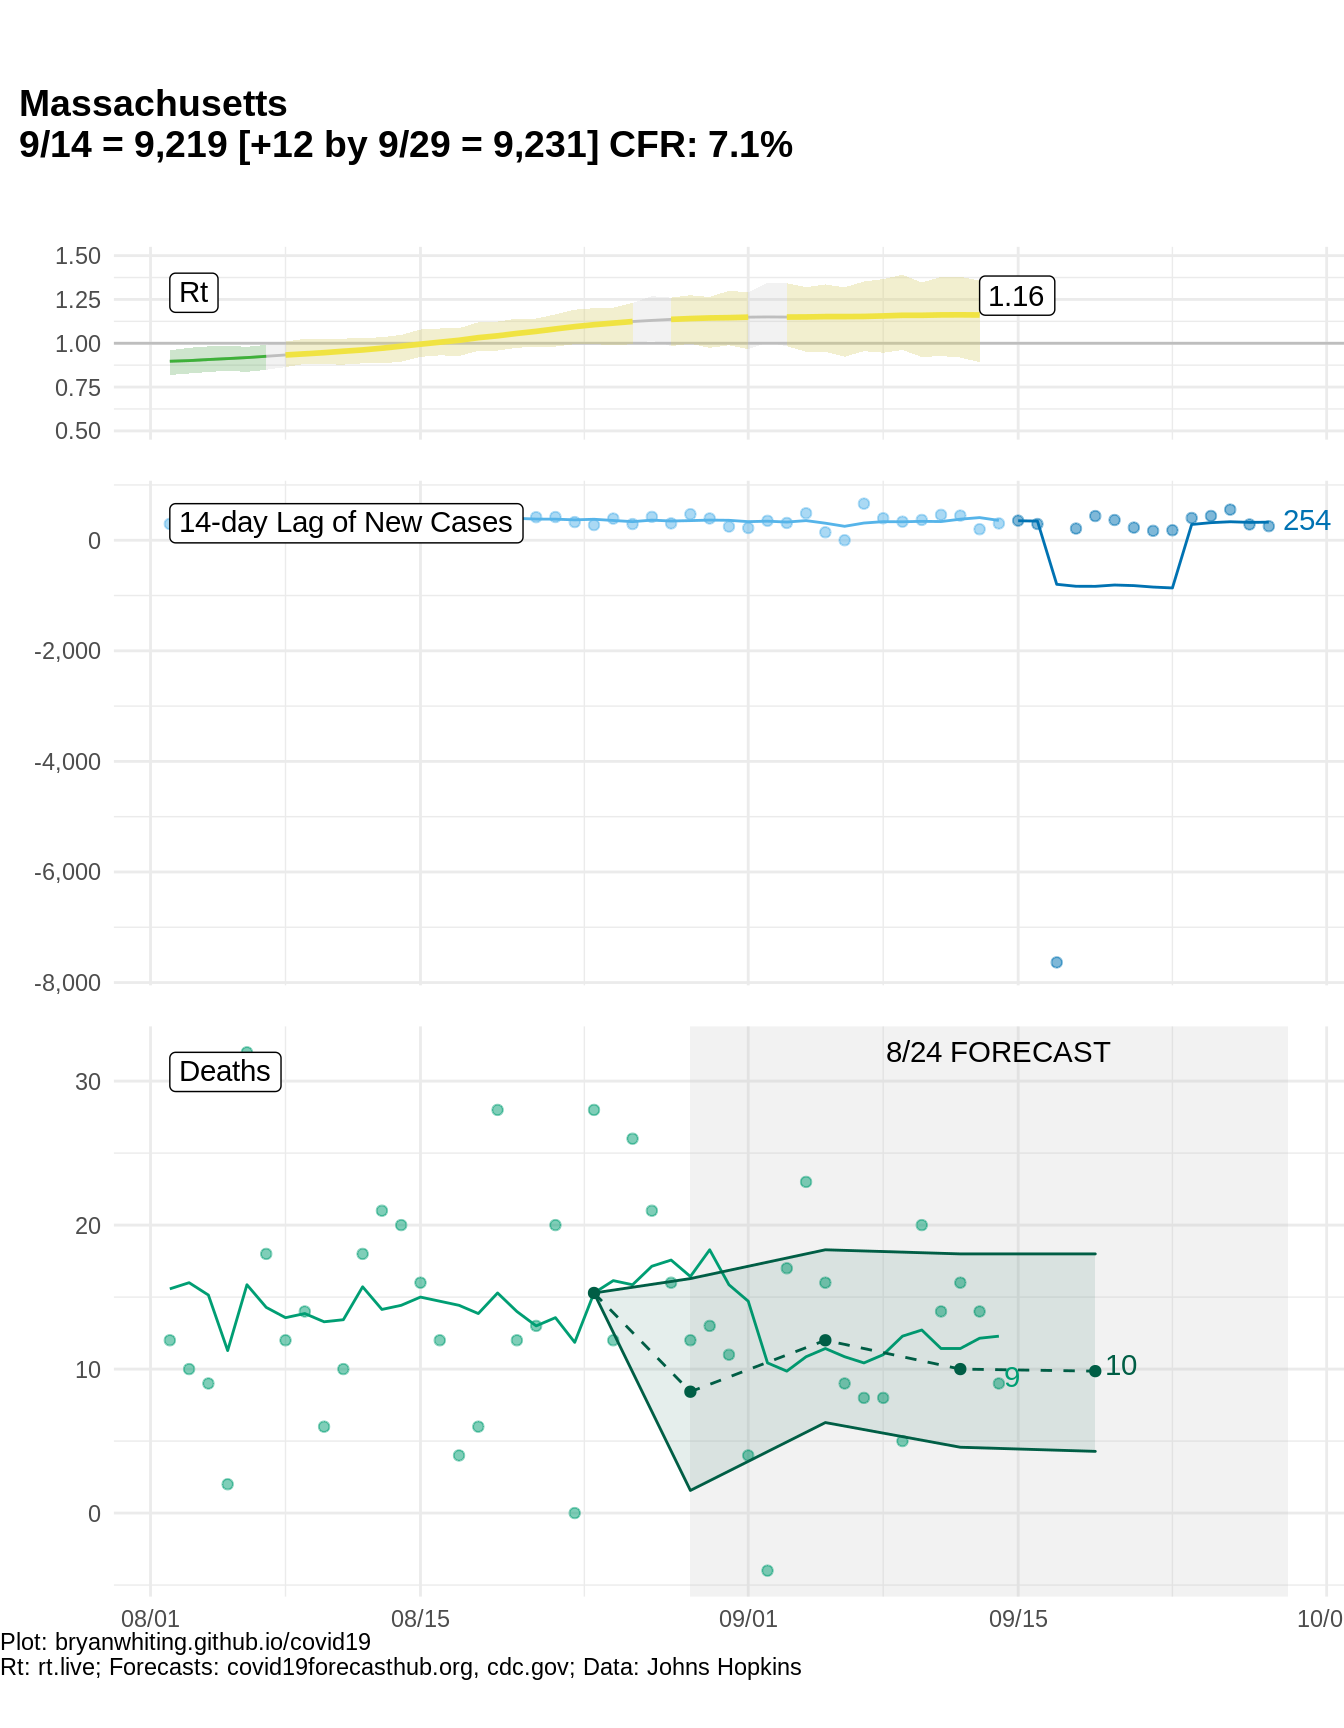 Massachusetts
9/14 = 9,219 [+12 by 9/29 = 9,231] CFR: 7.1%
1.50
1.25
1.00
0.75
0.50
Rt
1.16
0
-2,000
-4,000
-6,000
-8,000
14-day Lag of New Cases
254
30
20
10
0
Deaths
8/24 FORECAST
9
10
08/01
08/15
09/01
09/15
10/0
Plot: bryanwhiting.github.io/covid19
Rt: rt.live; Forecasts: covid19forecasthub.org, cdc.gov; Data: Johns Hopkins